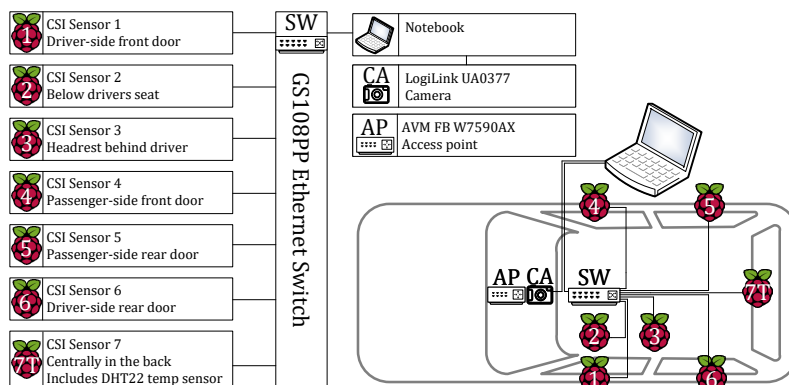 1
CSI Sensor 1
Driver-side front door
2
CSI Sensor 2
Below drivers seat
3
CSI Sensor 3
Headrest behind driver
4
CSI Sensor 4
Passenger-side front door
5
CSI Sensor 5
Passenger-side rear door
6
CSI Sensor 6
Driver-side rear door
7T
CSI Sensor 7
Centrally in the back
Includes DHT22 temp sensor
SW
GS108PP Ethernet Switch
Notebook
CA
LogiLink UA0377
Camera
AP
AVM FB W7590AX
Access point
4
5
AP CA SW
7T
2
3
1
6